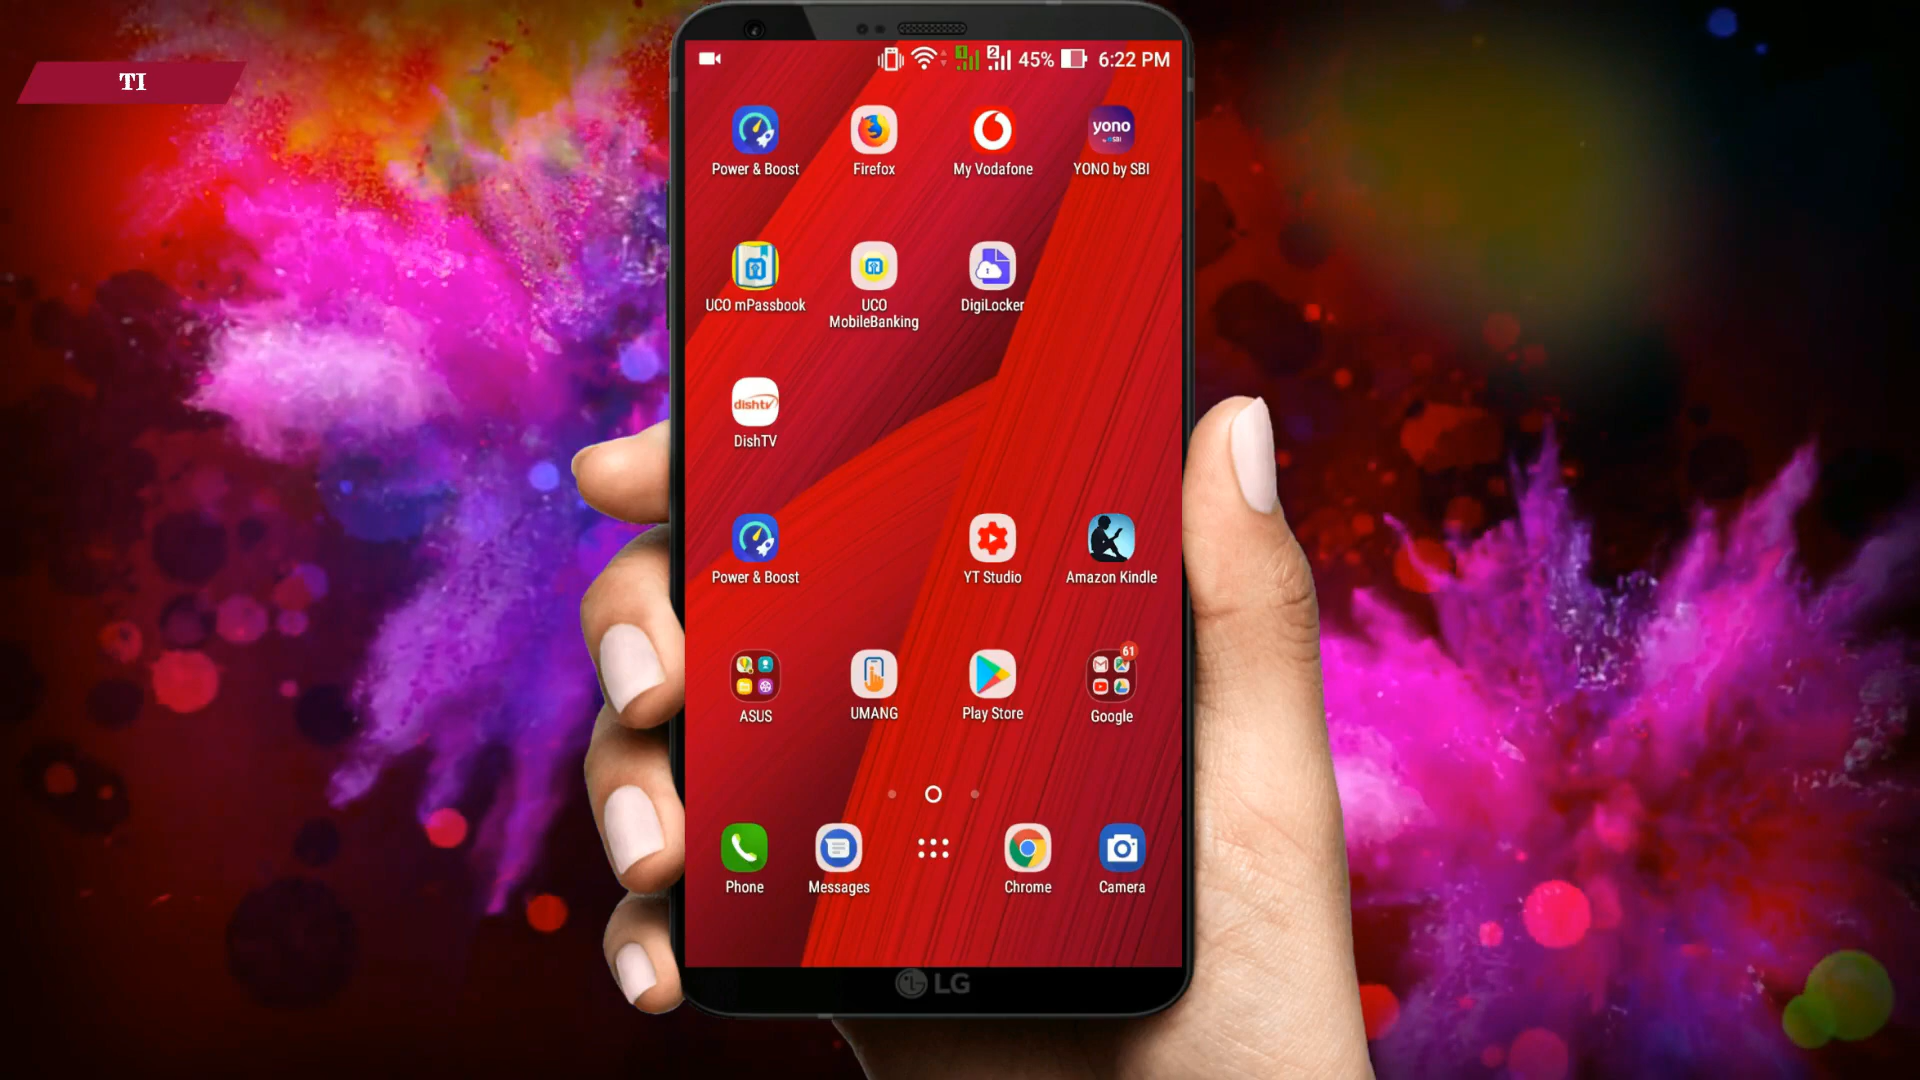 TI
45% 6:22 PM
yono
by SBI
Power & Boost
Firefox
My Vodafone
YONO by SBI
UCO mPassbook
UCO
MobileBanking
DigiLocker
dishtv
DishTV
Power & Boost
YT Studio
Amazon Kindle
61
ASUS
UMANG
Play Store
Google
Phone
Messages
Chrome
Camera
LG